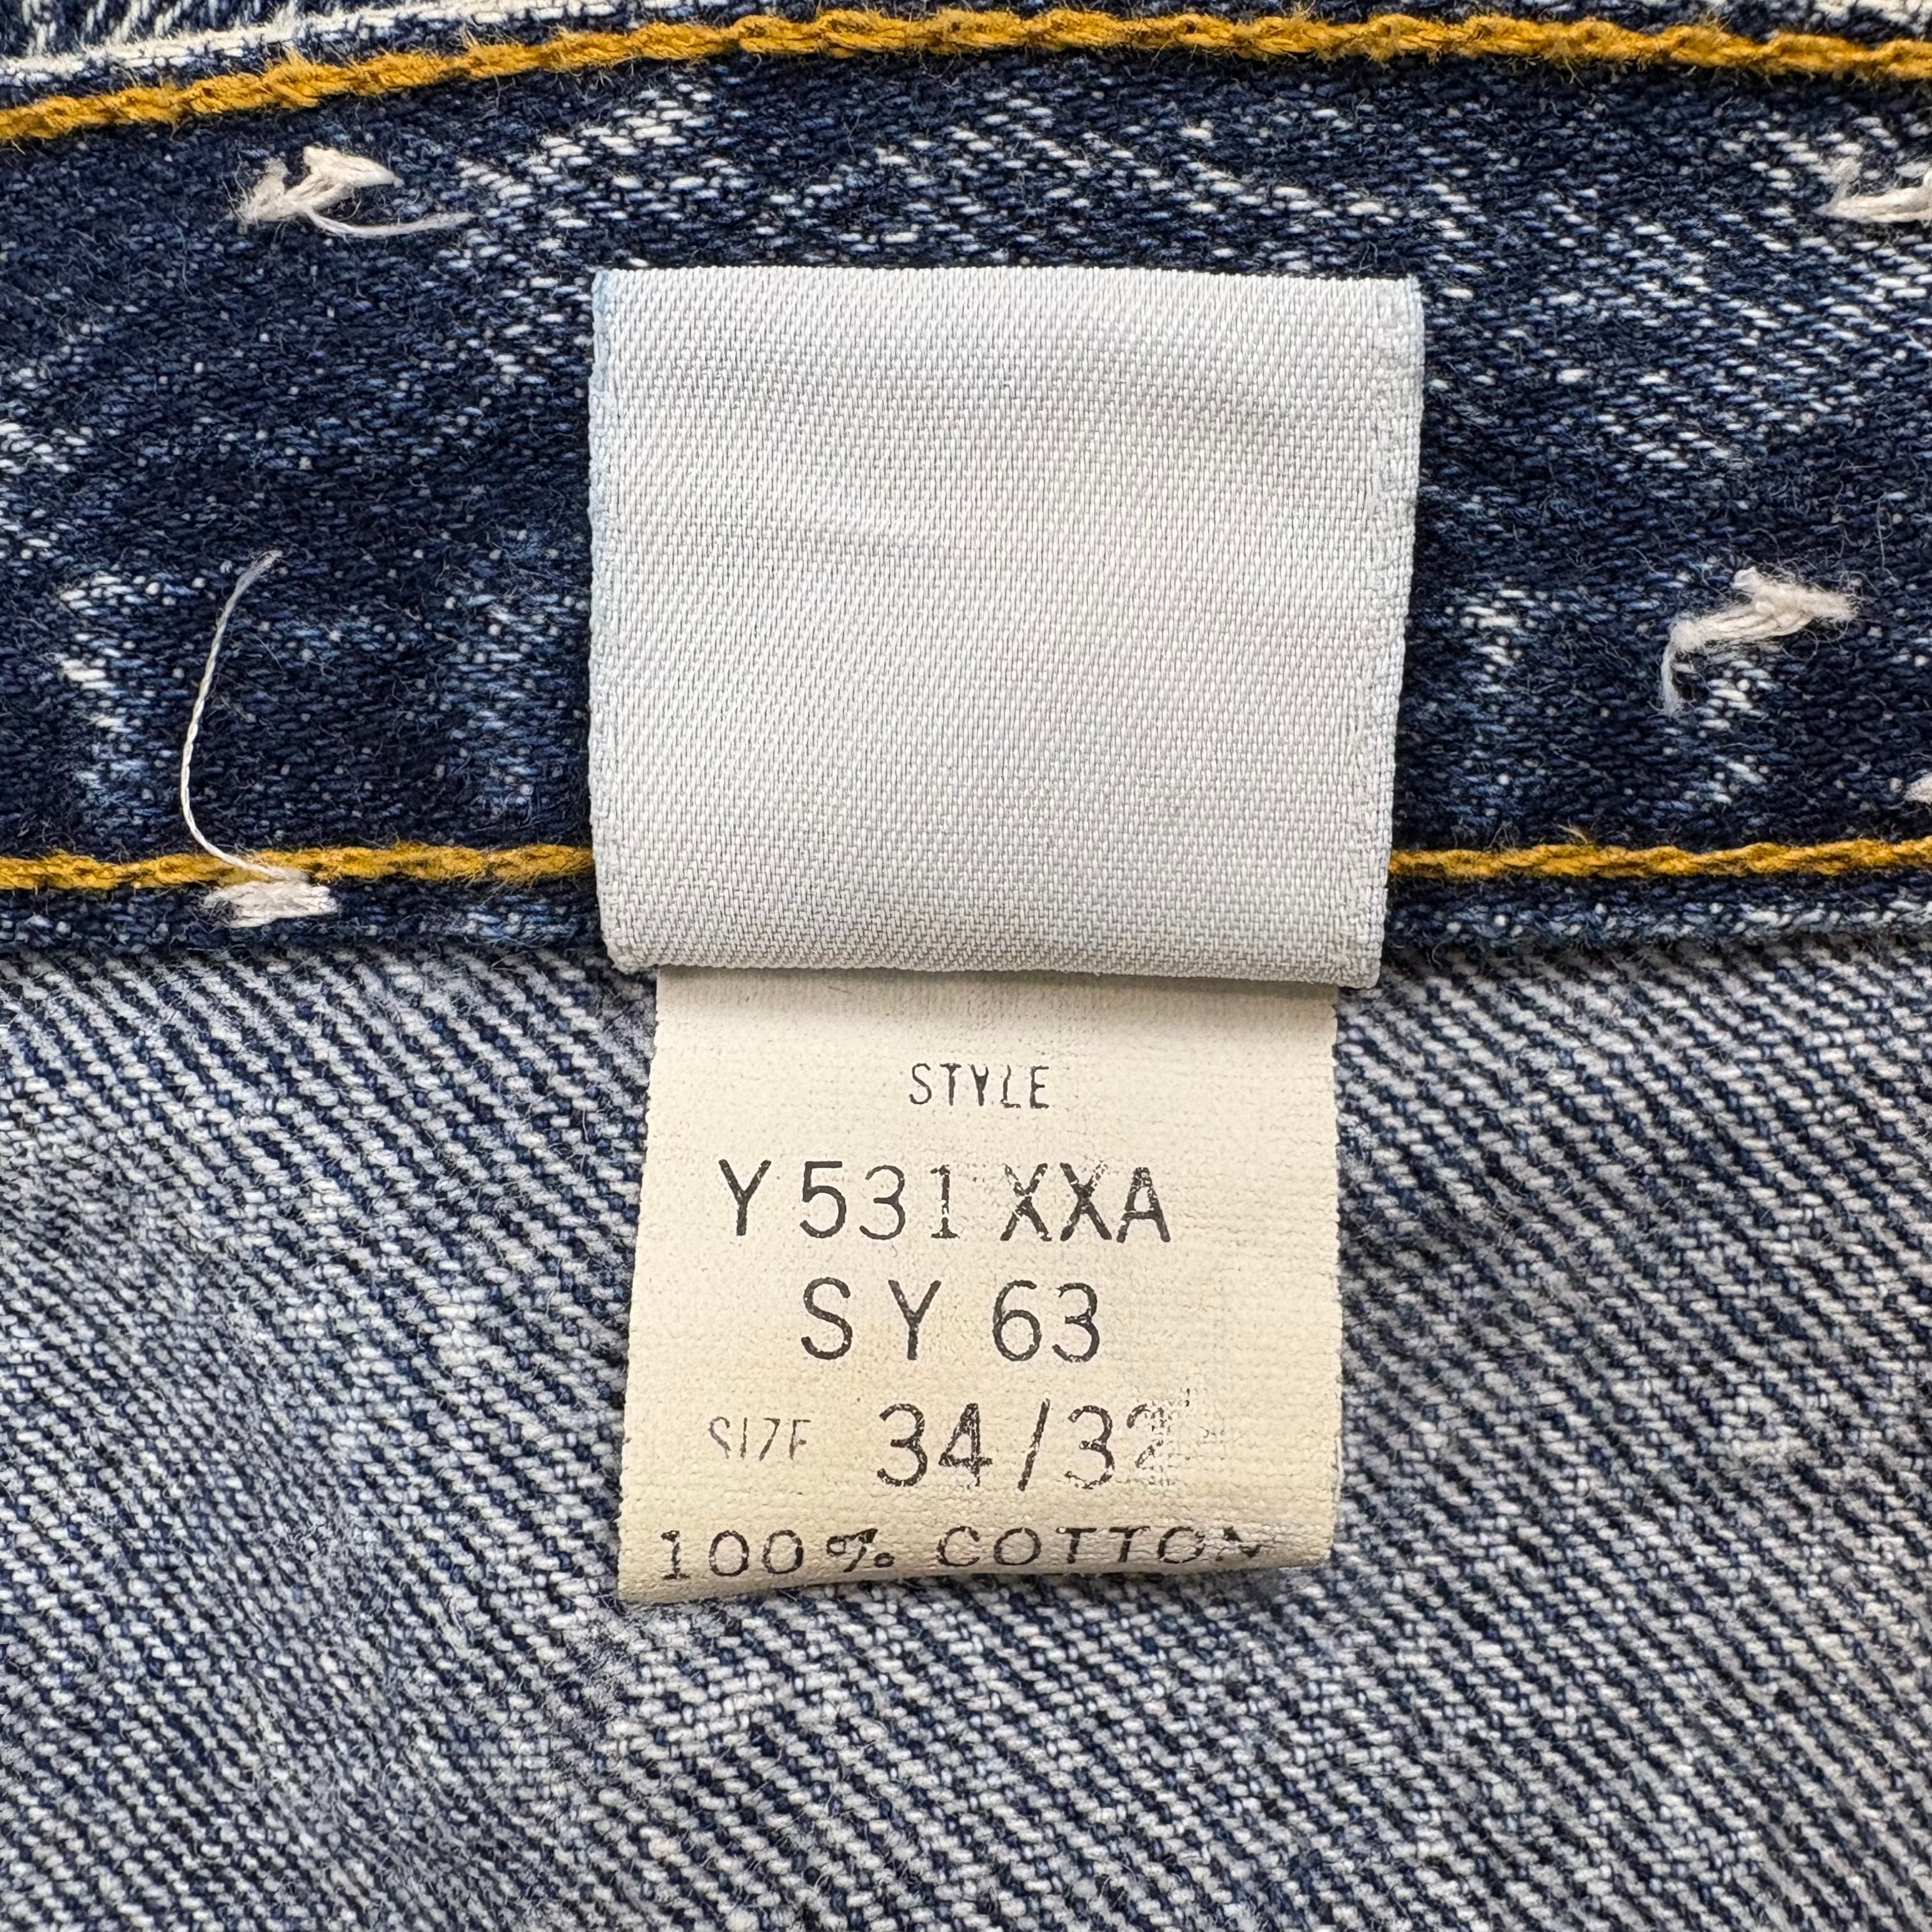 STYLE
Y 531 XXA
S Y 63
SIZE 34/32
100% COTTON